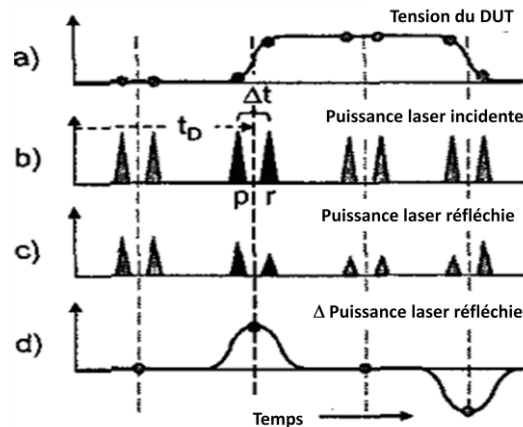 Tension du DUT
a)
Δt
Puissance laser incidente
t_D
b)
p r
Puissance laser réfléchie
c)
Δ Puissance laser réfléchie
d)
Temps